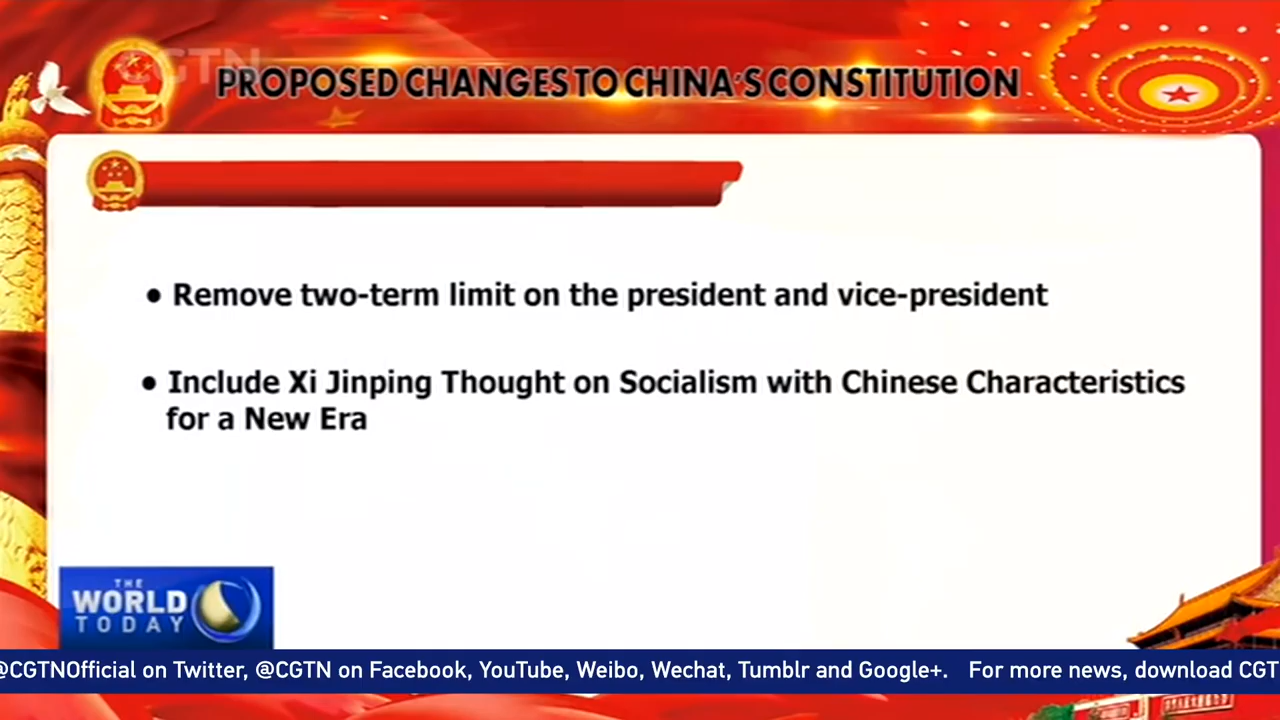 CGTN
PROPOSED CHANGES TO CHINA'S CONSTITUTION
• Remove two-term limit on the president and vice-president
• Include Xi Jinping Thought on Socialism with Chinese Characteristics
for a New Era
THE
WORLD
TODAY
@CGTNOfficial on Twitter, @CGTN on Facebook, YouTube, Weibo, Wechat, Tumblr and Google+. For more news, download CGT